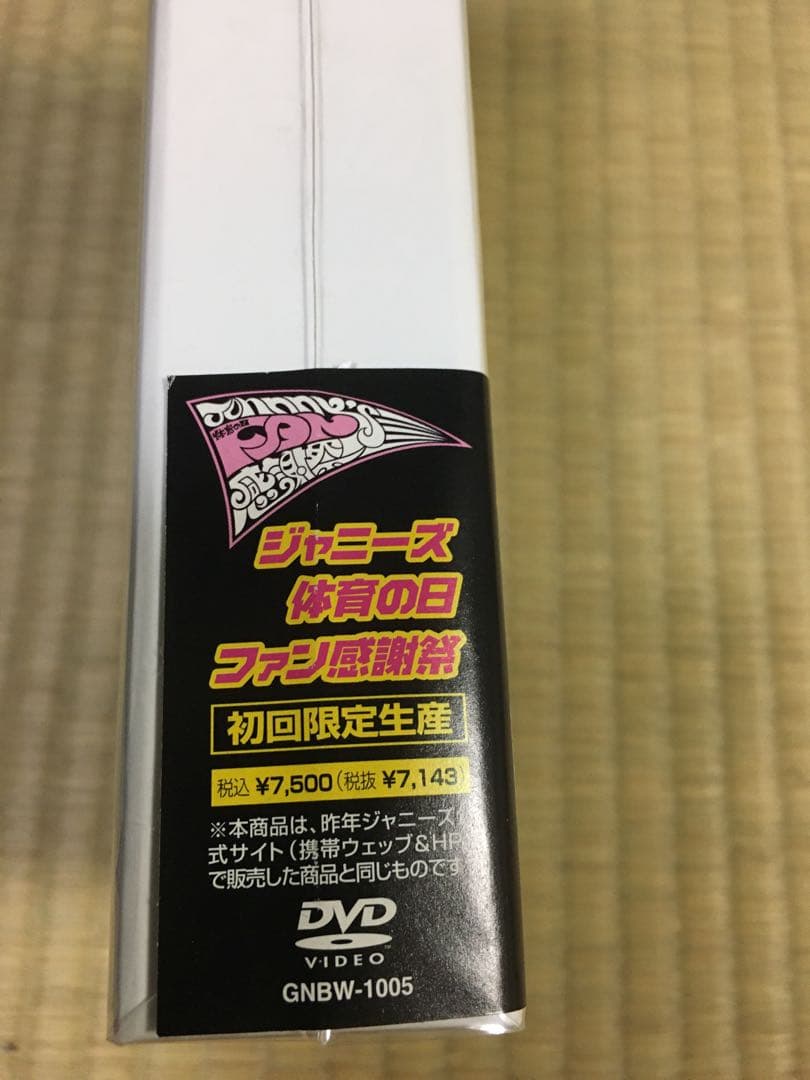 Johnny's
体育の日
FAN
感謝祭
ジャニーズ
体育の日
ファン感謝祭
初回限定生産
税込 ¥7,500(税抜 ¥7,143)
※本商品は、昨年ジャニーズ
式サイト(携帯ウェッブ&HP
で販売した商品と同じものです
DVD
VIDEO
GNBW-1005